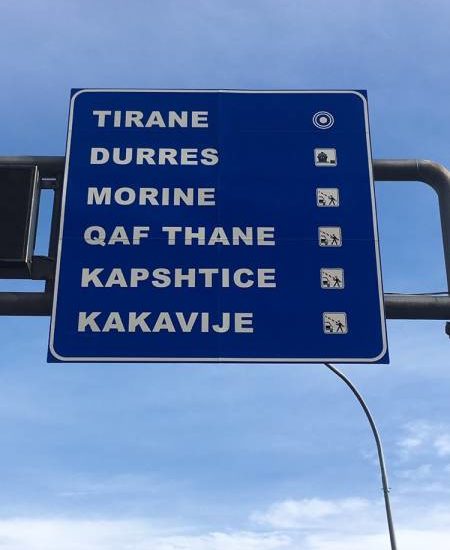 TIRANE
DURRES
MORINE
QAF THANE
KAPSHTICE
KAKAVIJE